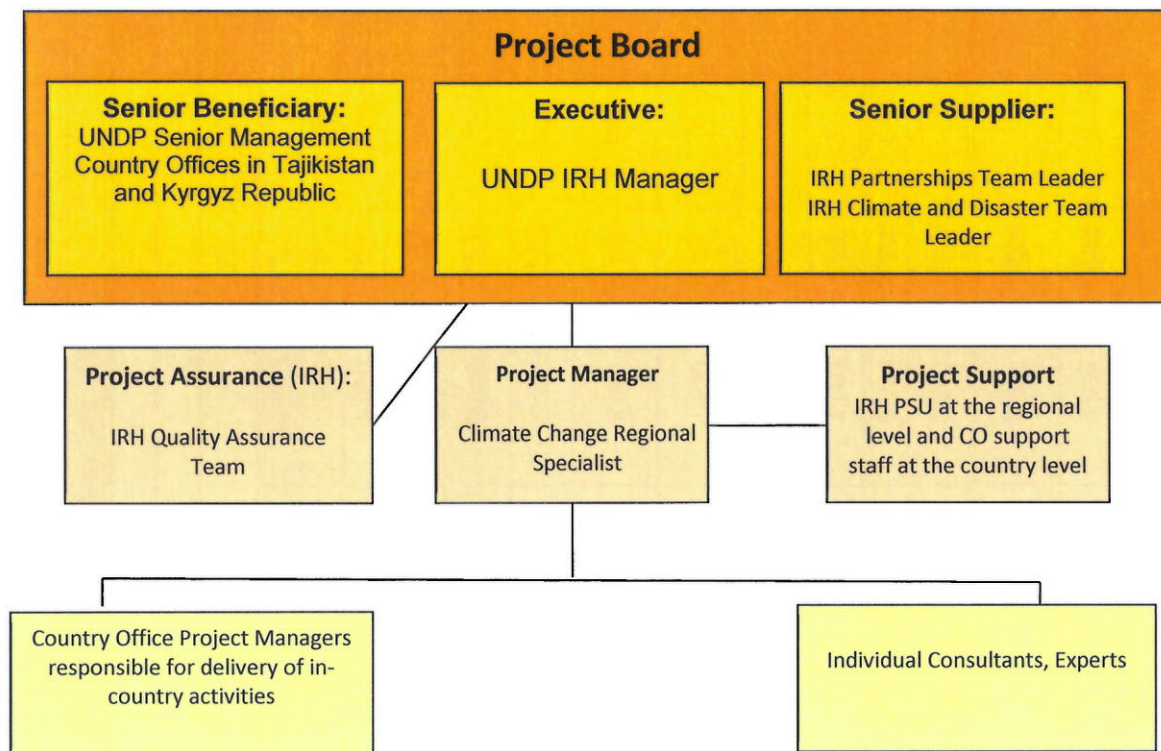 Project Board
Senior Beneficiary:
UNDP Senior Management
Country Offices in Tajikistan
and Kyrgyz Republic
Executive:
UNDP IRH Manager
Senior Supplier:
IRH Partnerships Team Leader
IRH Climate and Disaster Team
Leader
Project Assurance (IRH):
IRH Quality Assurance
Team
Project Manager
Climate Change Regional
Specialist
Project Support
IRH PSU at the regional
level and CO support
staff at the country level
Country Office Project Managers
responsible for delivery of in-
country activities
Individual Consultants, Experts